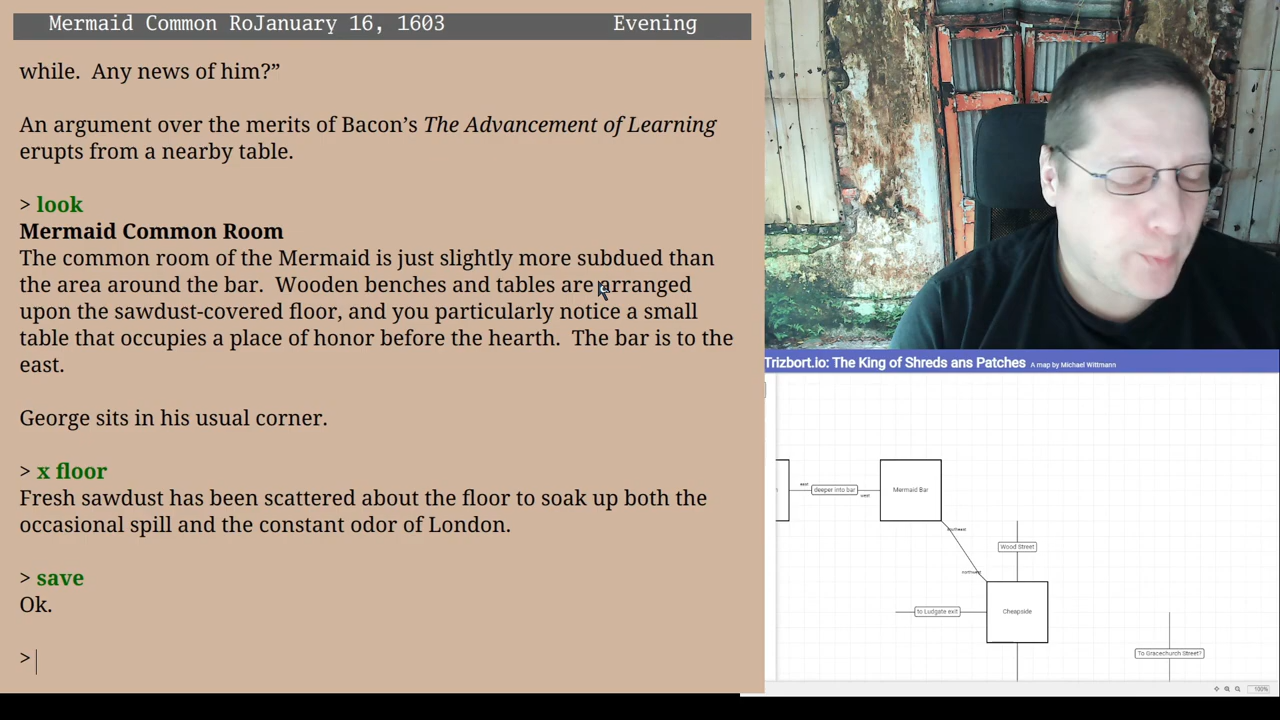 Mermaid Common RoJanuary 16, 1603 Evening
while. Any news of him?”
An argument over the merits of Bacon’s The Advancement of Learning
erupts from a nearby table.
> look
Mermaid Common Room
The common room of the Mermaid is just slightly more subdued than
the area around the bar. Wooden benches and tables are arranged
upon the sawdust-covered floor, and you particularly notice a small
table that occupies a place of honor before the hearth. The bar is to the
east.
George sits in his usual corner.
> x floor
Fresh sawdust has been scattered about the floor to soak up both the
occasional spill and the constant odor of London.
> save
Ok.
>
Trizbort.io: The King of Shreds ans Patches A map by Michael Wittmann
east
deeper into bar
west
Mermaid Bar
southeast
Wood Street
northwest
to Ludgate exit
Cheapside
To Gracechurch Street?
100%